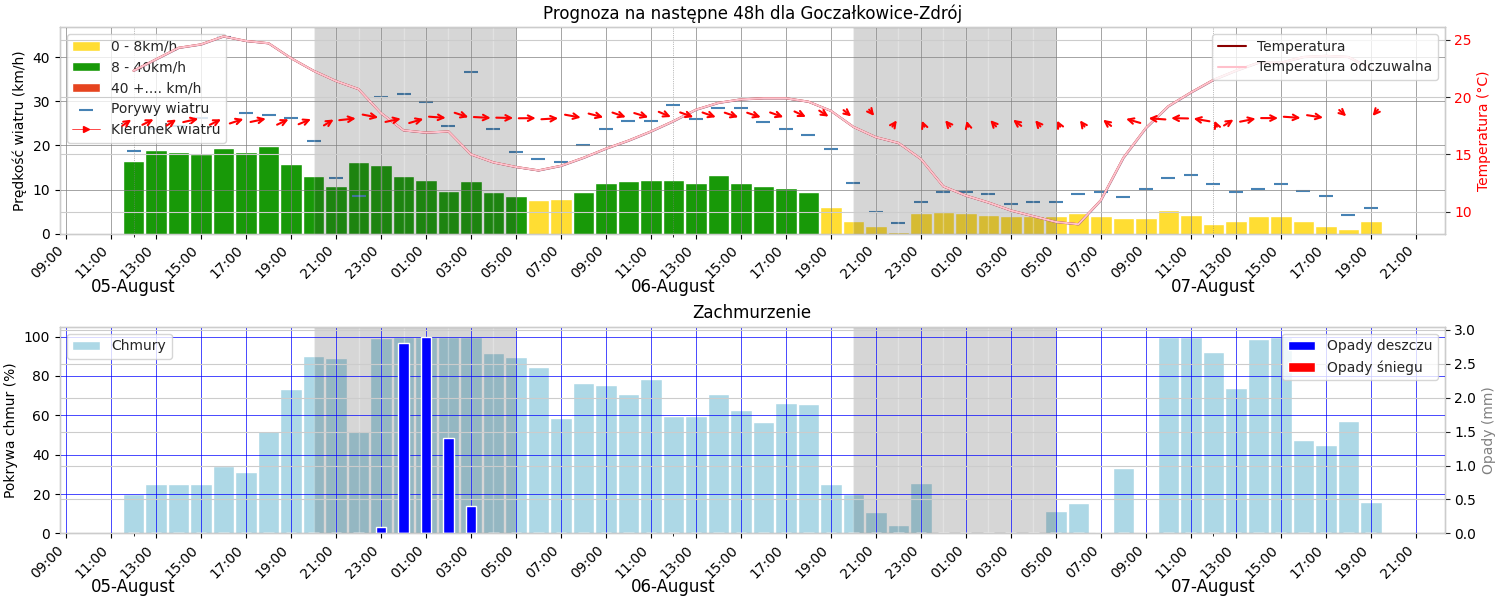 Prognoza na następne 48h dla Goczałkowice-Zdrój
Prędkość wiatru (km/h)
40
30
20
10
0
0 - 8km/h
8 - 40km/h
40 +.... km/h
Porywy wiatru
Kierunek wiatru
Temperatura
Temperatura odczuwalna
25
20
15
10
Temperatura (°C)
09:00 11:00 13:00 15:00 17:00 19:00 21:00 23:00 01:00 03:00 05:00 07:00 09:00 11:00 13:00 15:00 17:00 19:00 21:00 23:00 01:00 03:00 05:00 07:00 09:00 11:00 13:00 15:00 17:00 19:00 21:00
05-August 06-August 07-August
Zachmurzenie
Pokrywa chmur (%)
100
80
60
40
20
0
Chmury
Opady deszczu
Opady śniegu
3.0
2.5
2.0
1.5
1.0
0.5
0.0
Opady (mm)
09:00 11:00 13:00 15:00 17:00 19:00 21:00 23:00 01:00 03:00 05:00 07:00 09:00 11:00 13:00 15:00 17:00 19:00 21:00 23:00 01:00 03:00 05:00 07:00 09:00 11:00 13:00 15:00 17:00 19:00 21:00
05-August 06-August 07-August